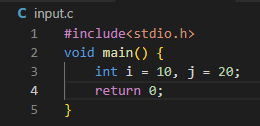 C input.c
1 #include<stdio.h>
2 void main() {
3 int i = 10, j = 20;
4 return 0;
5 }